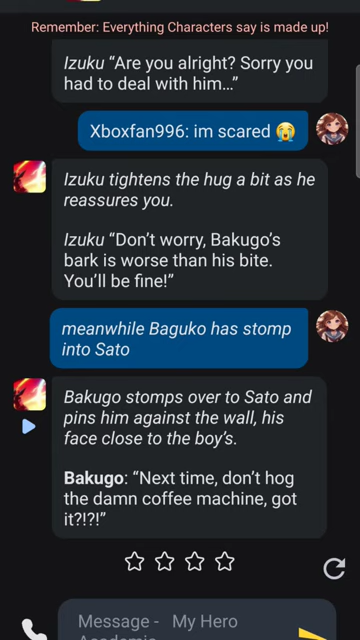 Remember: Everything Characters say is made up!
Izuku “Are you alright? Sorry you
had to deal with him…”
Xboxfan996: im scared 😭
Izuku tightens the hug a bit as he
reassures you.
Izuku “Don’t worry, Bakugo’s
bark is worse than his bite.
You’ll be fine!”
meanwhile Baguko has stomp
into Sato
Bakugo stomps over to Sato and
pins him against the wall, his
face close to the boy’s.
Bakugo: “Next time, don’t hog
the damn coffee machine, got
it?!?!”
Message - My Hero
Academia